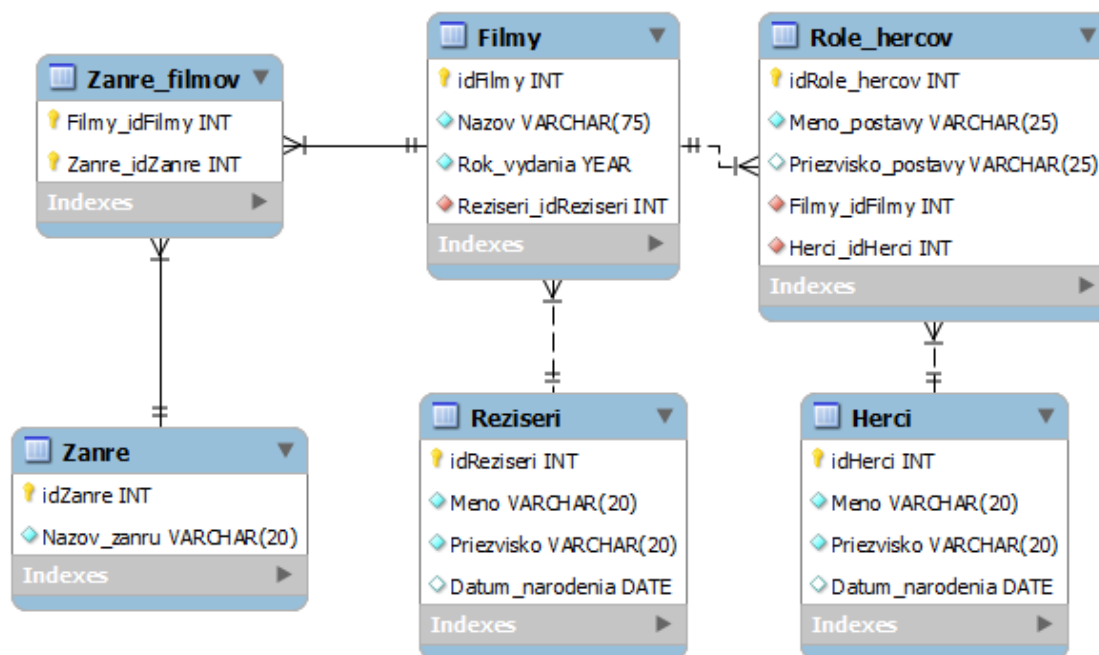 Zanre_filmov
Filmy_idFilmy INT
Zanre_idZanre INT
Indexes
Filmy
idFilmy INT
Nazov VARCHAR(75)
Rok_vydania YEAR
Reziseri_idReziseri INT
Indexes
Role_hercov
idRole_hercov INT
Meno_postavy VARCHAR(25)
Priezvisko_postavy VARCHAR(25)
Filmy_idFilmy INT
Herci_idHerci INT
Indexes
Zanre
idZanre INT
Nazov_zanru VARCHAR(20)
Indexes
Reziseri
idReziseri INT
Meno VARCHAR(20)
Priezvisko VARCHAR(20)
Datum_narodenia DATE
Indexes
Herci
idHerci INT
Meno VARCHAR(20)
Priezvisko VARCHAR(20)
Datum_narodenia DATE
Indexes